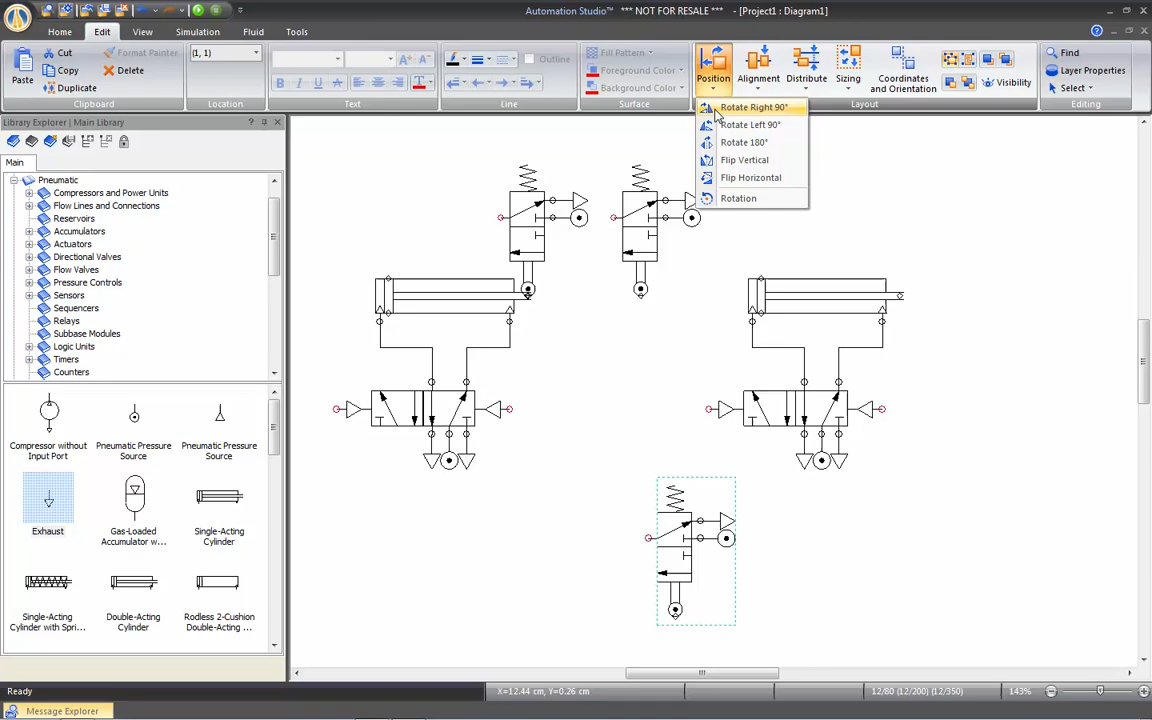 Automation Studio™ *** NOT FOR RESALE *** - [Project1 : Diagram1]
Home Edit View Simulation Fluid Tools
Paste
Cut
Copy
Duplicate
Format Painter
Delete
Clipboard
(1, 1)
Location
Text
Outline
Line
Fill Pattern
Foreground Color
Background Color
Surface
Position
Alignment
Distribute
Sizing
Coordinates
and Orientation
Visibility
Layout
Find
Layer Properties
Select
Editing
Rotate Right 90°
Rotate Left 90°
Rotate 180°
Flip Vertical
Flip Horizontal
Rotation
Library Explorer | Main Library
Main
Pneumatic
Compressors and Power Units
Flow Lines and Connections
Reservoirs
Accumulators
Actuators
Directional Valves
Flow Valves
Pressure Controls
Sensors
Sequencers
Relays
Subbase Modules
Logic Units
Timers
Counters
Compressor without
Input Port
Pneumatic Pressure
Source
Pneumatic Pressure
Source
Exhaust
Gas-Loaded
Accumulator w...
Single-Acting
Cylinder
Single-Acting
Cylinder with Spri...
Double-Acting
Cylinder
Rodless 2-Cushion
Double-Acting ...
Ready
X=12.44 cm, Y=0.26 cm
12/80 (12/200) (12/350)
143%
Message Explorer